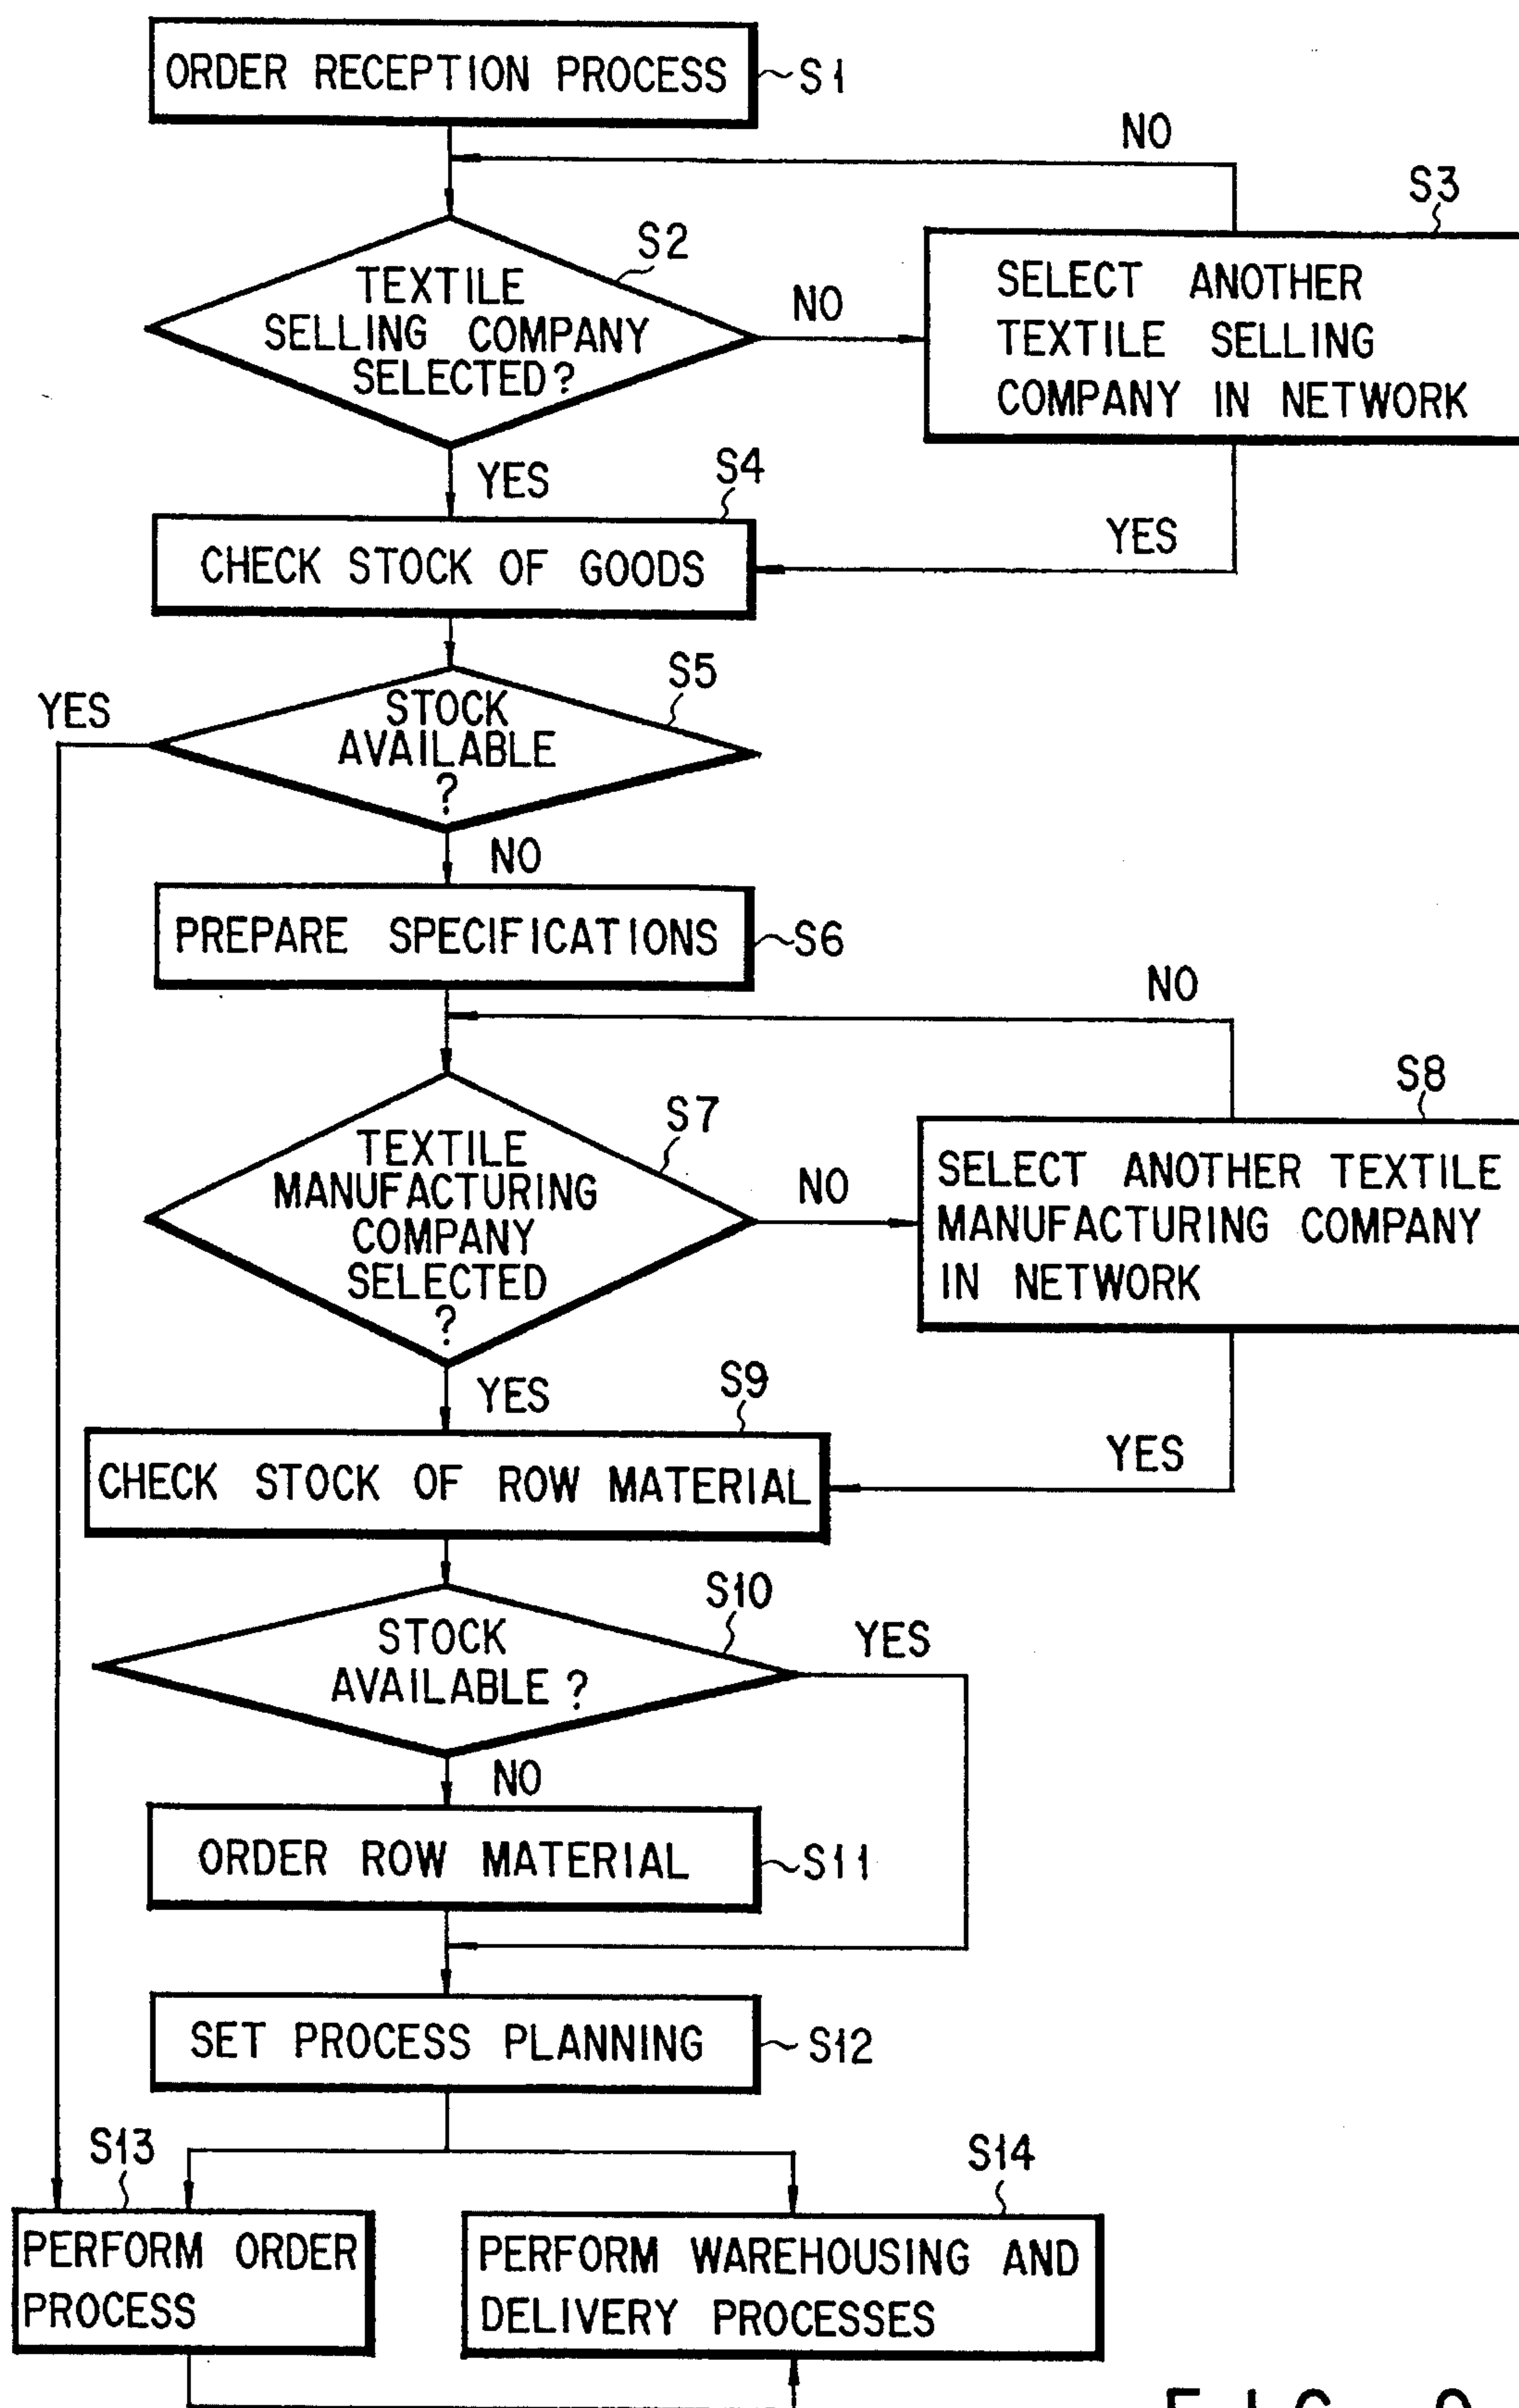 ORDER RECEPTION PROCESS
S1
NO
S3
S2
TEXTILE
SELLING COMPANY
SELECTED?
NO
SELECT ANOTHER
TEXTILE SELLING
COMPANY IN NETWORK
YES
S4
YES
CHECK STOCK OF GOODS
S5
YES
STOCK
AVAILABLE
?
NO
PREPARE SPECIFICATIONS
S6
NO
S8
S7
TEXTILE
MANUFACTURING
COMPANY
SELECTED
?
NO
SELECT ANOTHER TEXTILE
MANUFACTURING COMPANY
IN NETWORK
YES
S9
YES
CHECK STOCK OF ROW MATERIAL
S10
STOCK
AVAILABLE ?
YES
NO
ORDER ROW MATERIAL
S11
SET PROCESS PLANNING
S12
S13
S14
PERFORM ORDER
PROCESS
PERFORM WAREHOUSING AND
DELIVERY PROCESSES